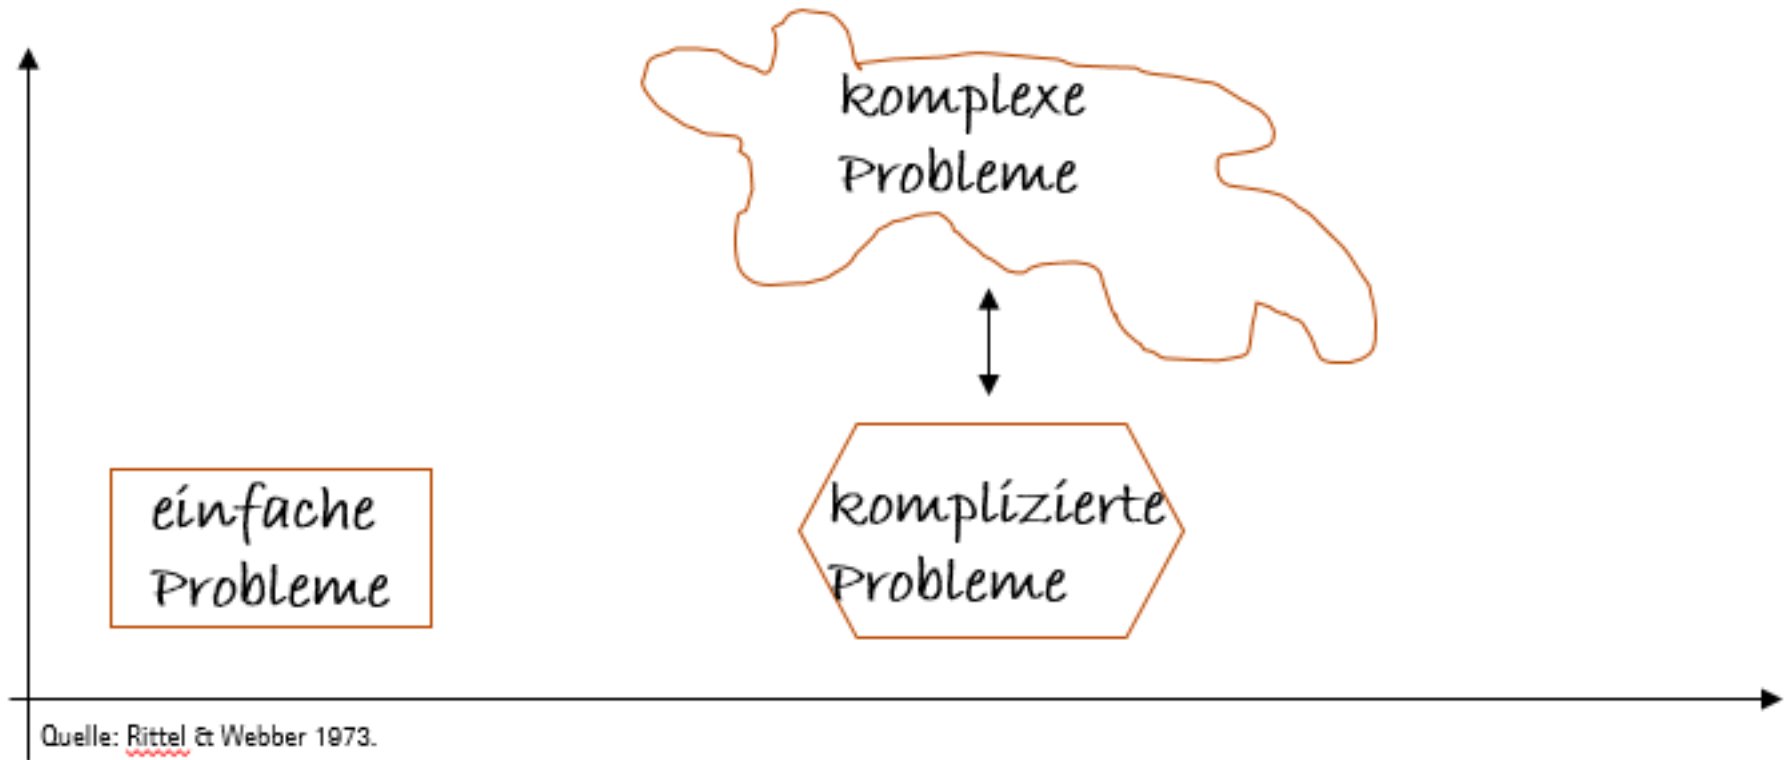 komplexe
Probleme
einfache
Probleme
komplizierte
Probleme
Quelle: Rittel & Webber 1973.